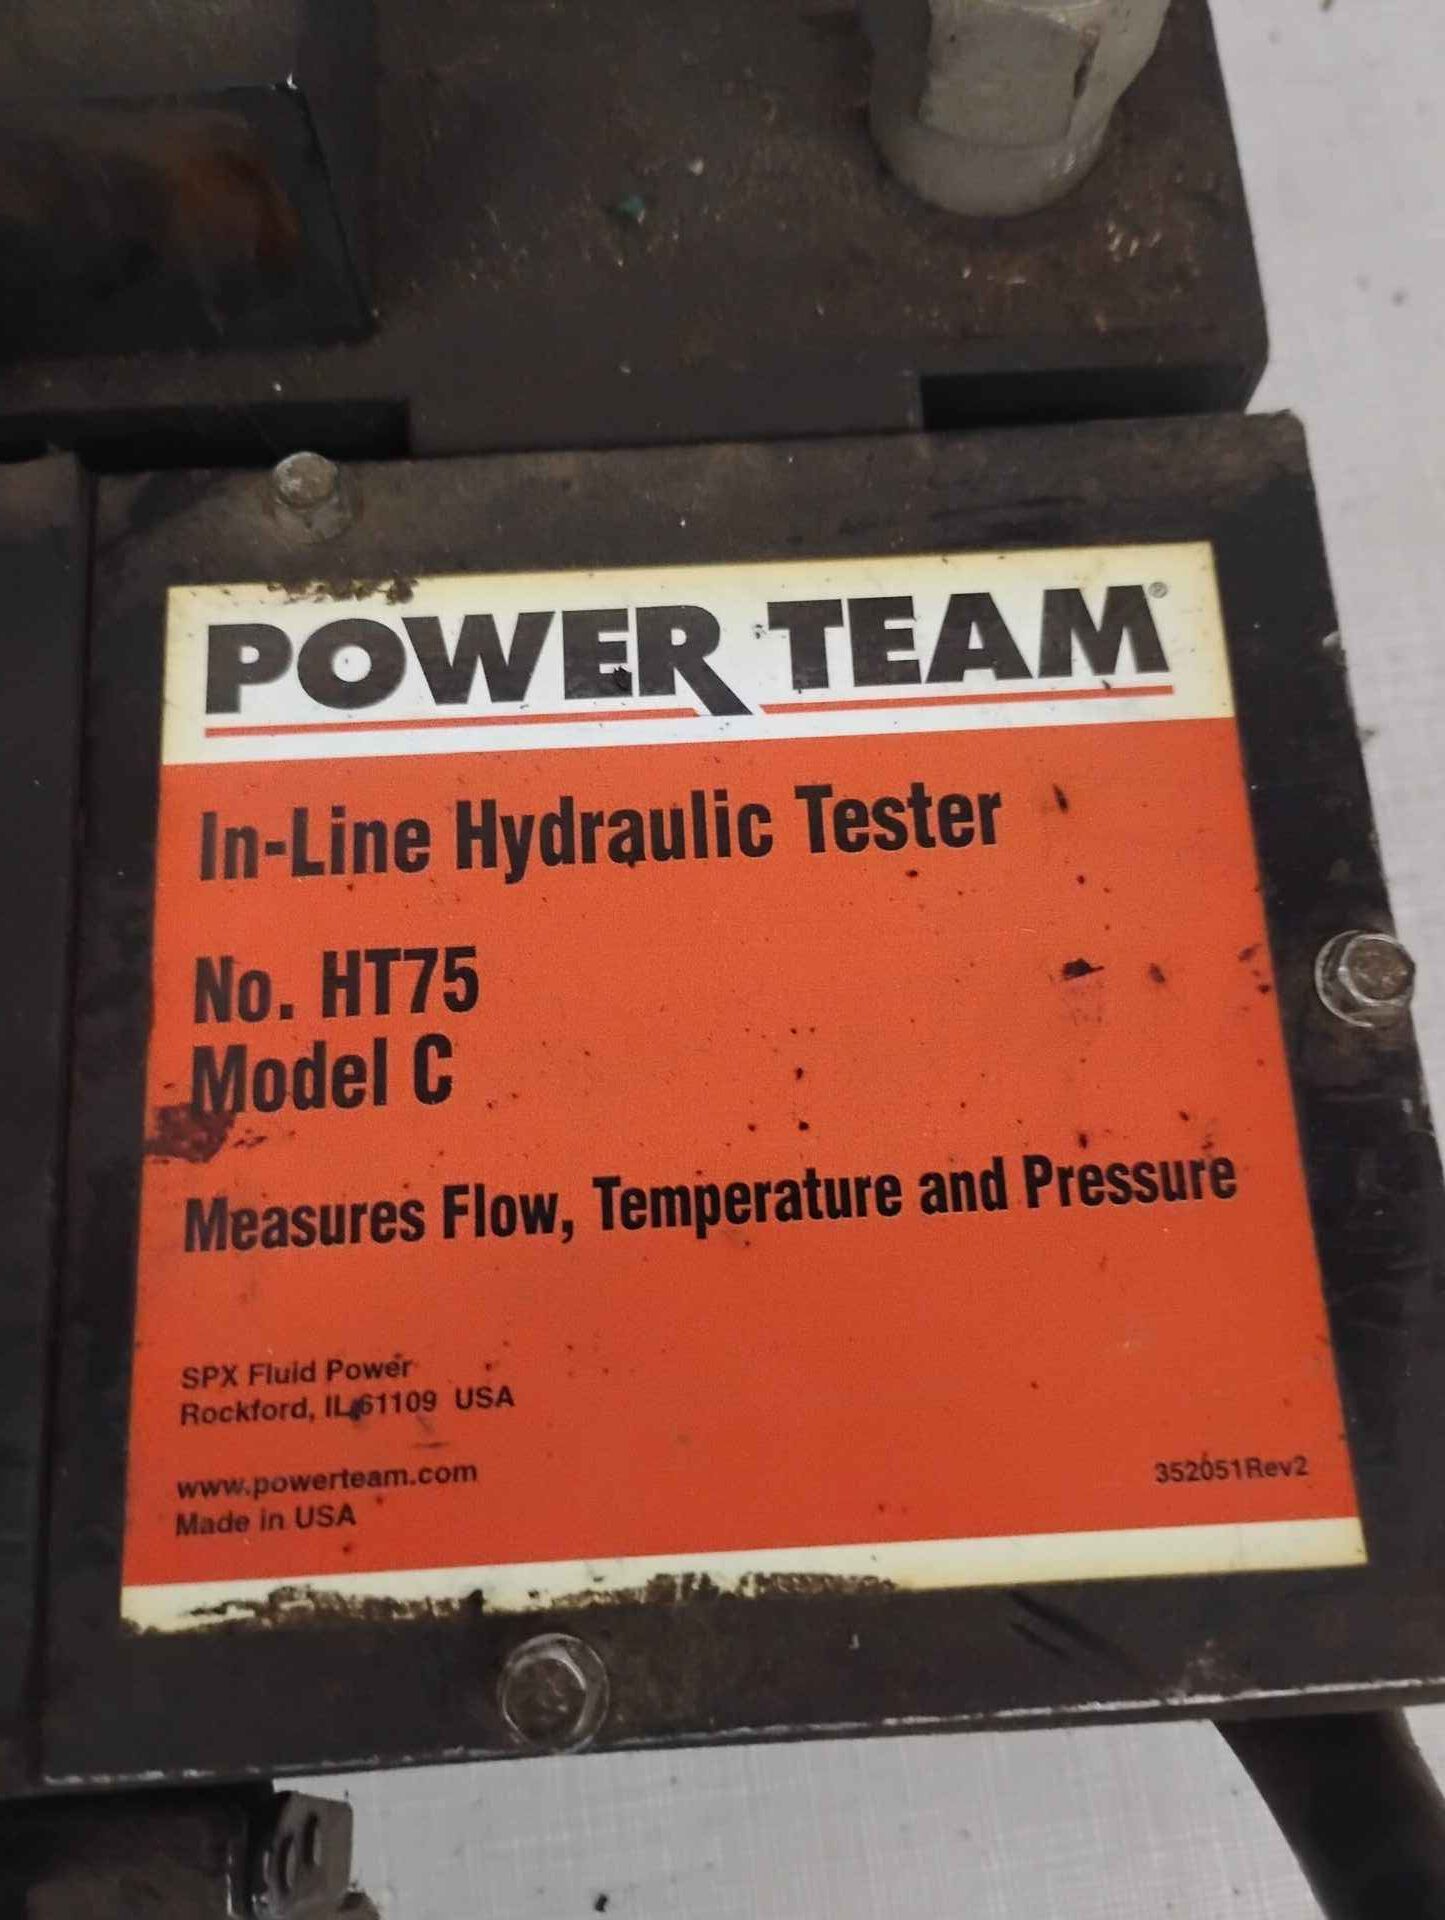 POWER TEAM®
In-Line Hydraulic Tester
No. HT75
Model C
Measures Flow, Temperature and Pressure
SPX Fluid Power
Rockford, IL 61109 USA
www.powerteam.com
Made in USA
352051Rev2